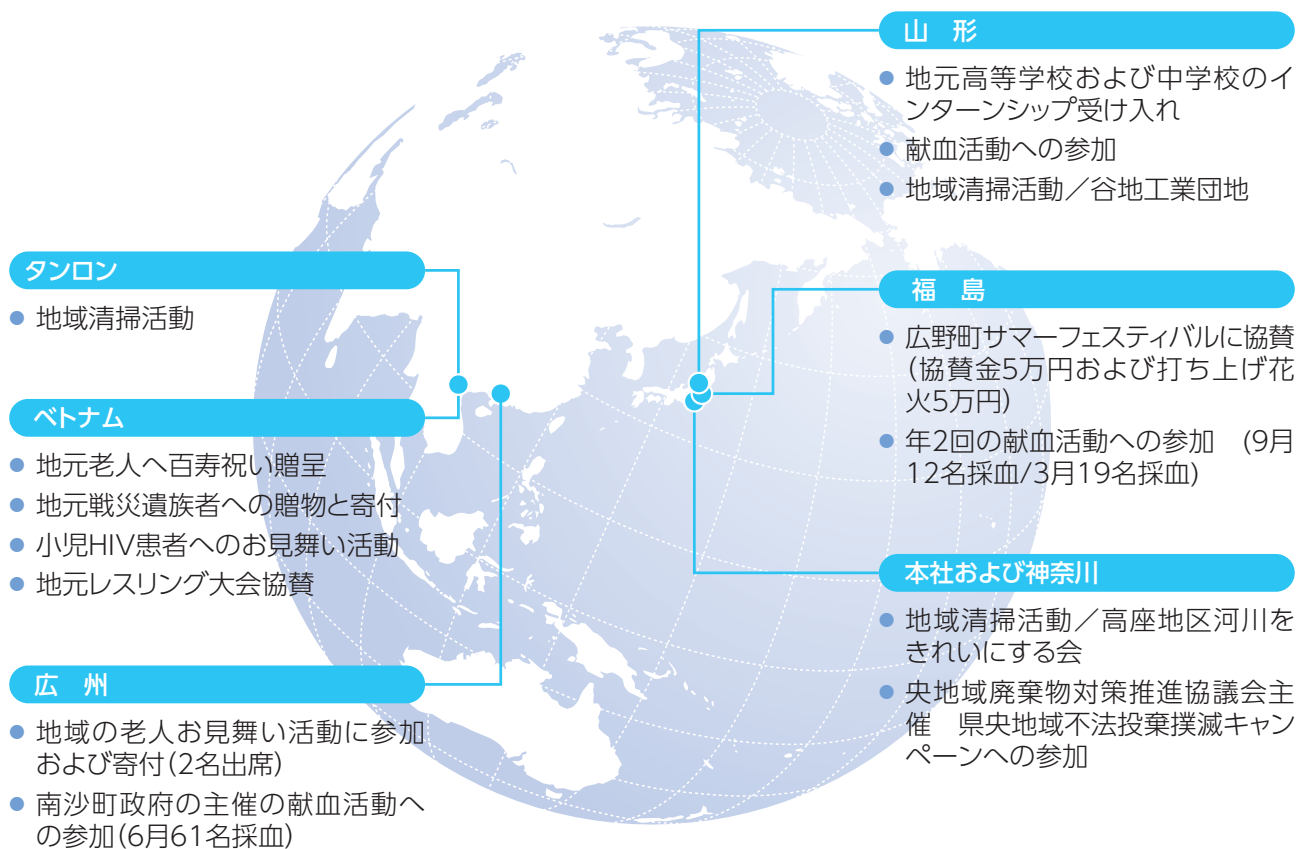 山　形
● 地元高等学校および中学校のイ
ンターンシップ受け入れ
● 献血活動への参加
● 地域清掃活動／谷地工業団地
タンロン
● 地域清掃活動
福　島
● 広野町サマーフェスティバルに協賛
（協賛金5万円および打ち上げ花
火5万円）
● 年2回の献血活動への参加　(9月
12名採血/3月19名採血)
ベトナム
● 地元老人へ百寿祝い贈呈
● 地元戦災遺族者への贈物と寄付
● 小児HIV患者へのお見舞い活動
● 地元レスリング大会協賛
本社および神奈川
● 地域清掃活動／高座地区河川を
きれいにする会
● 央地域廃棄物対策推進協議会主
催　県央地域不法投棄撲滅キャン
ペーンへの参加
広　州
● 地域の老人お見舞い活動に参加
および寄付(2名出席)
● 南沙町政府の主催の献血活動へ
の参加(6月61名採血)